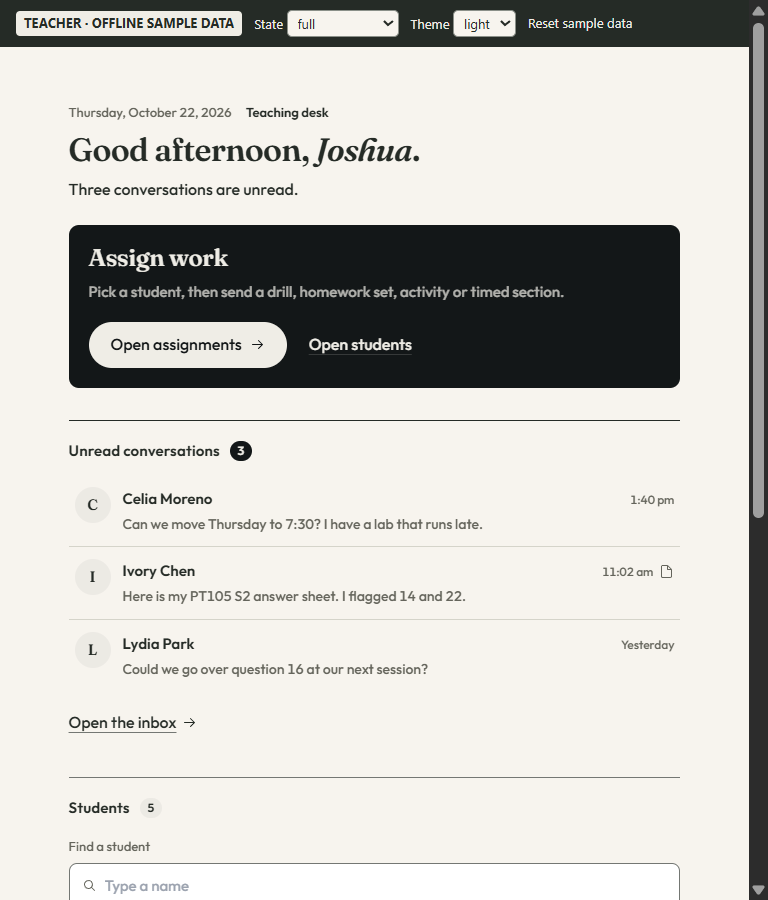 TEACHER · OFFLINE SAMPLE DATA State full Theme light Reset sample data
Thursday, October 22, 2026 Teaching desk
Good afternoon, Joshua.
Three conversations are unread.
Assign work
Pick a student, then send a drill, homework set, activity or timed section.
Open assignments → Open students
Unread conversations 3
C Celia Moreno 1:40 pm
Can we move Thursday to 7:30? I have a lab that runs late.
I Ivory Chen 11:02 am
Here is my PT105 S2 answer sheet. I flagged 14 and 22.
L Lydia Park Yesterday
Could we go over question 16 at our next session?
Open the inbox →
Students 5
Find a student
Type a name